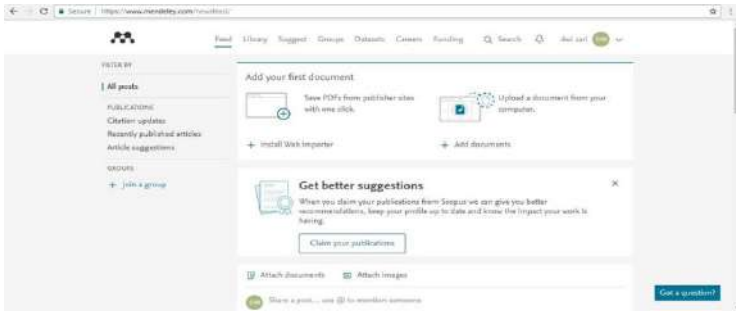 Secure https://www.mendeley.com/newsfeed/
Feed Library Suggest Groups Datasets Careers Funding Search
FILTER BY
All posts
PUBLICATIONS
Citation updates
Recently published articles
Article suggestions
GROUPS
+ Join a group
Add your first document
Save PDFs from publisher sites
with one click.
+ Install Web Importer
Upload a document from your
computer.
+ Add documents
Get better suggestions
When you claim your publications from Scopus we can give you better
recommendations, keep your profile up to date and know the impact your work is
having.
Claim your publications
Attach documents Attach images
Share a post... use @ to mention someone
Got a question?